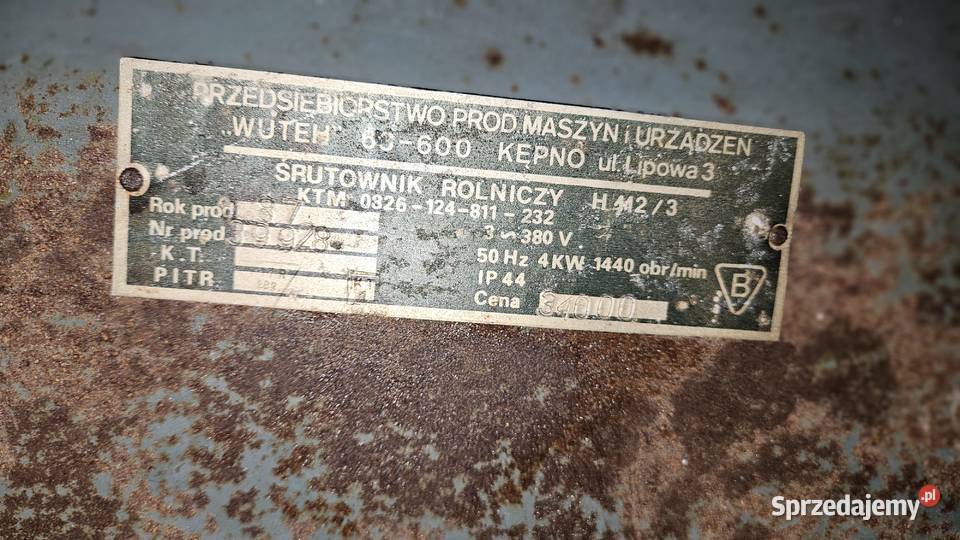 PRZEDSIĘBIORSTWO PROD. MASZYN i URZĄDZEŃ
„WUTEH" 63-600 KĘPNO ul. Lipowa 3
ŚRUTOWNIK ROLNICZY H 112/3
KTM 0826-124-811-232
Rok prod 87
3~380 V
Nr prod
50 Hz 4KW 1440 obr/min
K.T.
IP 44
PITR
Cena 34000
B
Sprzedajemy.pl